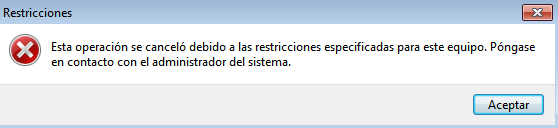 Restricciones
Esta operación se canceló debido a las restricciones especificadas para este equipo. Póngase
en contacto con el administrador del sistema.
Aceptar